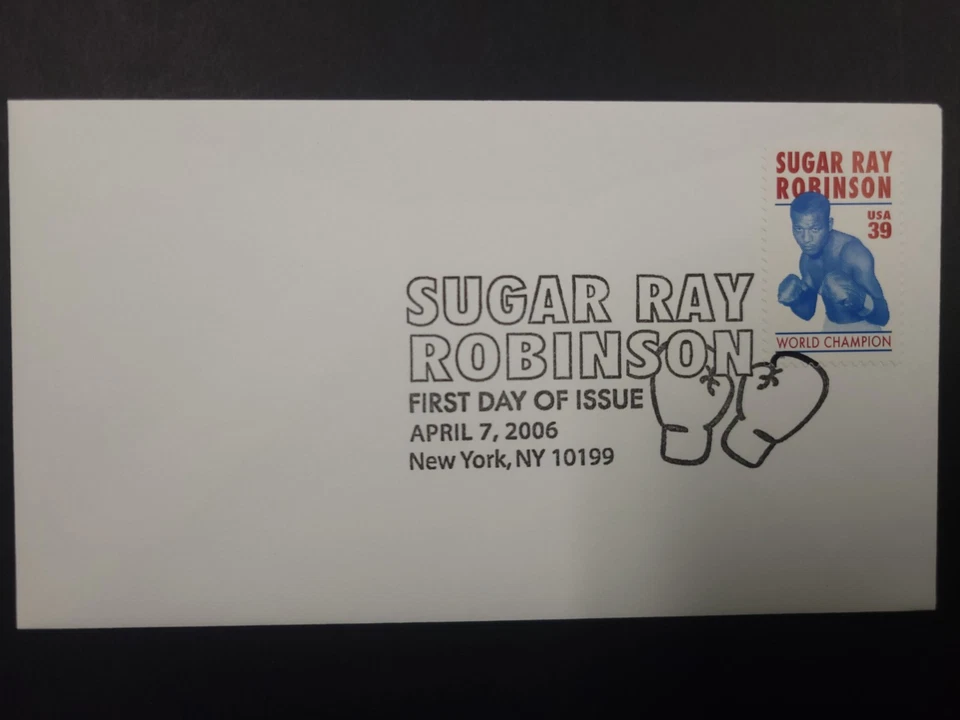 SUGAR RAY
ROBINSON
USA
39
WORLD CHAMPION
SUGAR RAY
ROBINSON
FIRST DAY OF ISSUE
APRIL 7, 2006
New York, NY 10199